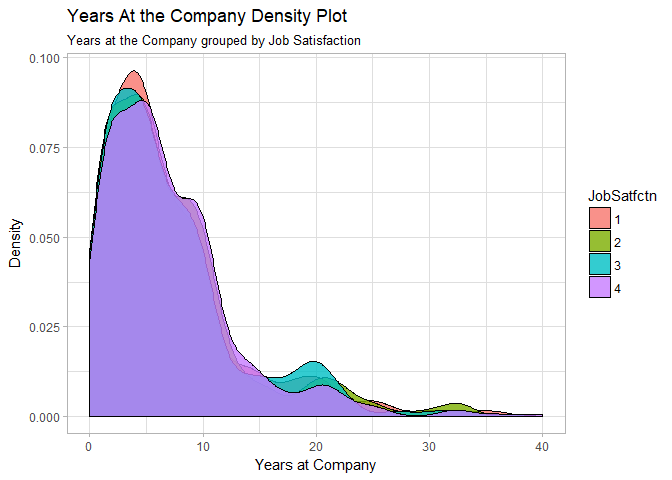 Years At the Company Density Plot
Years at the Company grouped by Job Satisfaction
0.100
0.075
0.050
0.025
0.000
Density
0
10
20
30
40
Years at Company
JobSatfctn
1
2
3
4